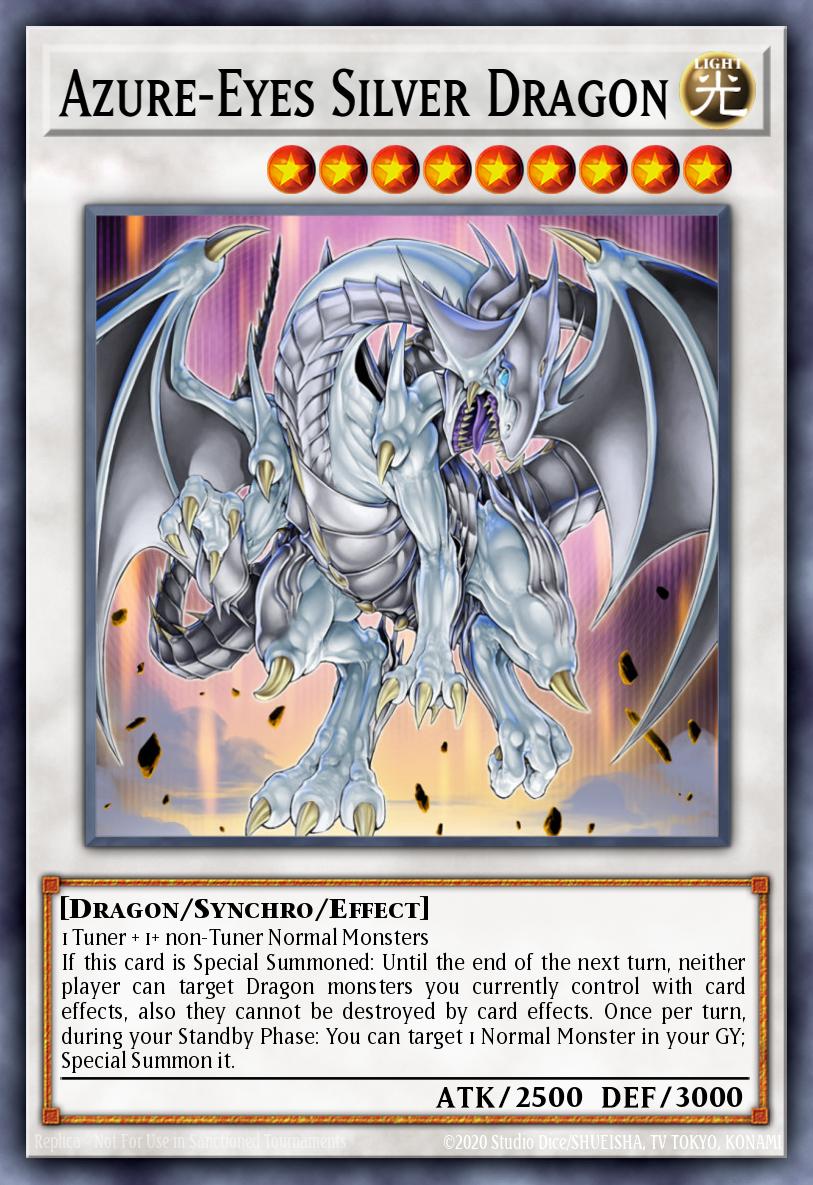 Azure-Eyes Silver Dragon
LIGHT
光
[Dragon/Synchro/Effect]
1 Tuner + 1+ non-Tuner Normal Monsters
If this card is Special Summoned: Until the end of the next turn, neither
player can target Dragon monsters you currently control with card
effects, also they cannot be destroyed by card effects. Once per turn,
during your Standby Phase: You can target 1 Normal Monster in your GY;
Special Summon it.
ATK/2500 DEF/3000
Replica - Not For Use in Sanctioned Tournaments
©2020 Studio Dice/SHUEISHA, TV TOKYO, KONAMI